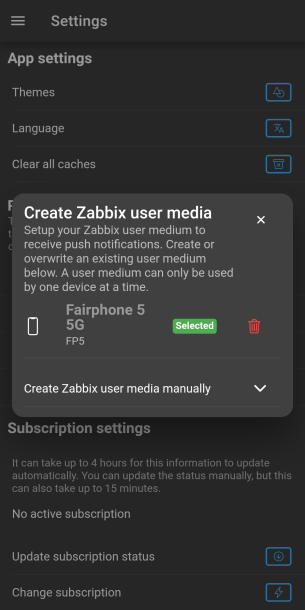 Settings
App settings
Themes
Language
Clear all caches
Create Zabbix user media
Setup your Zabbix user medium to
receive push notifications. Create or
overwrite an existing user medium
below. A user medium can only be used
by one device at a time.
Fairphone 5
5G
Selected
FP5
Create Zabbix user media manually
Subscription settings
It can take up to 4 hours for this information to update
automatically. You can update the status manually, but this
can also take up to 15 minutes.
No active subscription
Update subscription status
Change subscription